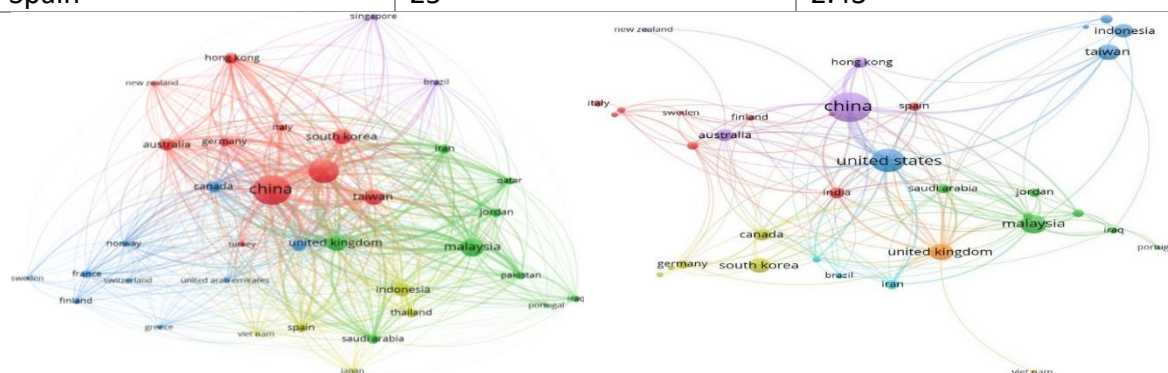 Spain 25 2.45
singapore
hong kong
new zealand
brazil
italy
south korea
germany
australia
iran
canada
china
qatar
taiwan
jordan
norway
turkey
united kingdom
malaysia
sweden
france
switzerland
united arab emirates
pakistan
finland
indonesia
iraq
portugal
thailand
greece
viet nam
spain
saudi arabia
japan
new zealand
indonesia
taiwan
hong kong
italy
china
spain
sweden
finland
australia
united states
india
saudi arabia
jordan
malaysia
iraq
canada
portugal
united kingdom
germany
south korea
brazil
iran
viet nam